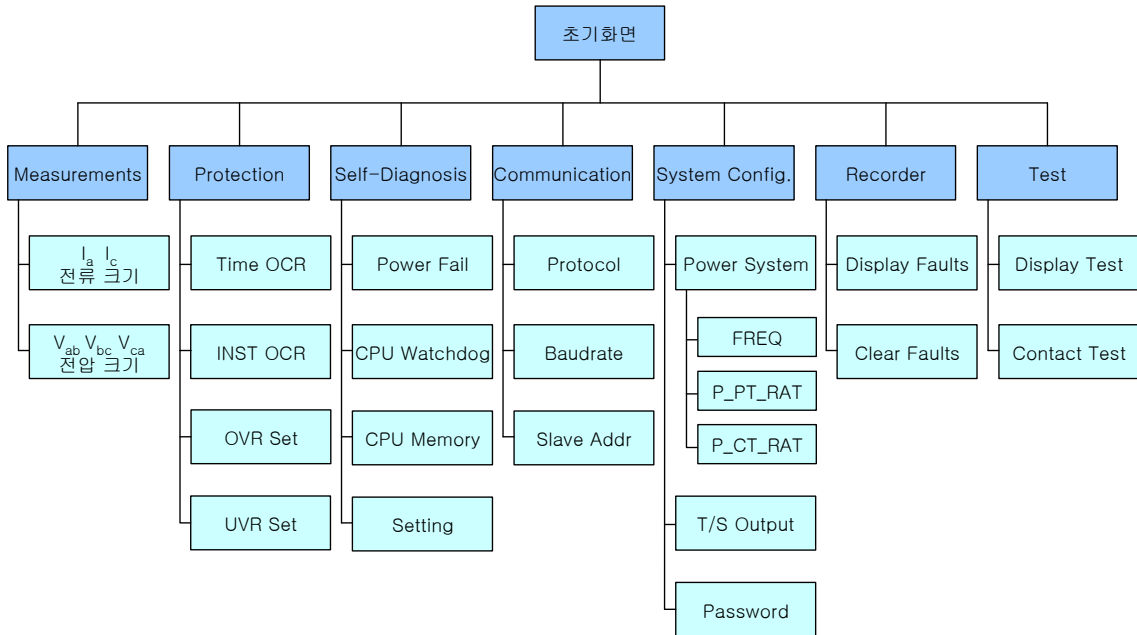 초기화면
Measurements
Protection
Self-Diagnosis
Communication
System Config.
Recorder
Test
Ia Ic
전류 크기
Vab Vbc Vca
전압 크기
Time OCR
INST OCR
OVR Set
UVR Set
Power Fail
CPU Watchdog
CPU Memory
Setting
Protocol
Baudrate
Slave Addr
Power System
FREQ
P_PT_RAT
P_CT_RAT
T/S Output
Password
Display Faults
Clear Faults
Display Test
Contact Test